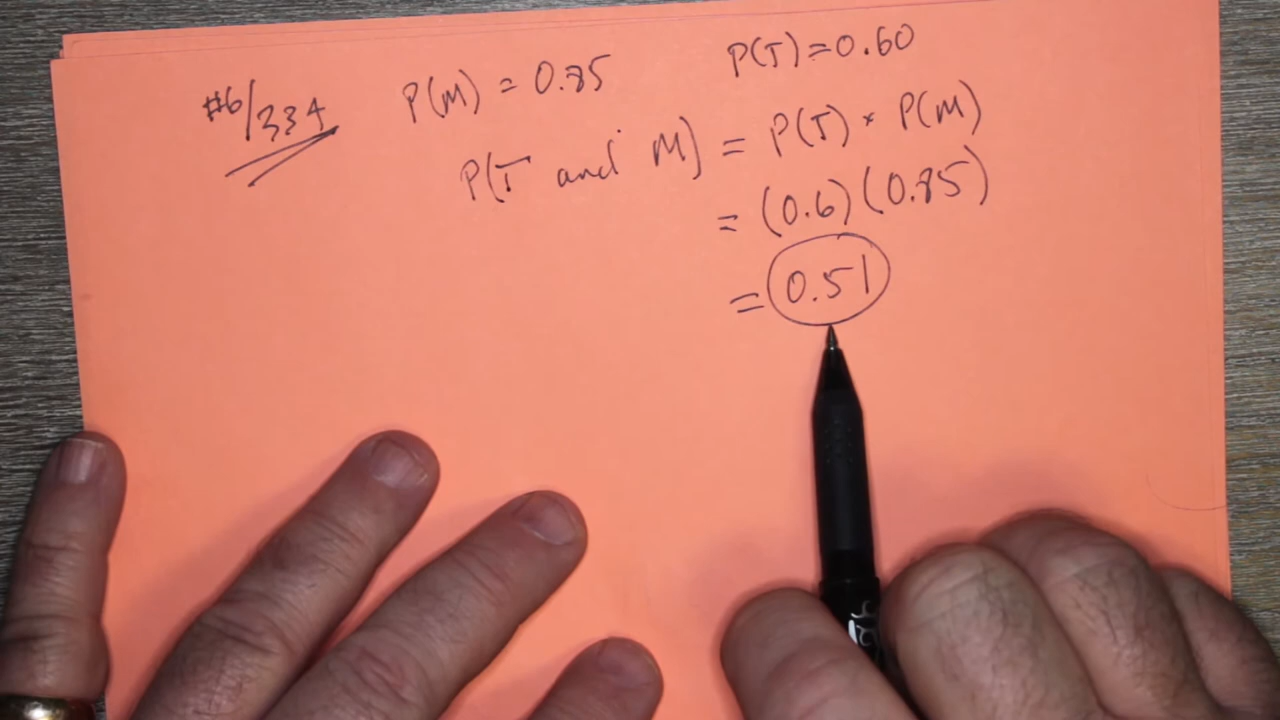 #6/334 P(M) = 0.85 P(T) = 0.60
P(T and M) = P(T) * P(M)
= (0.6)(0.85)
= 0.51